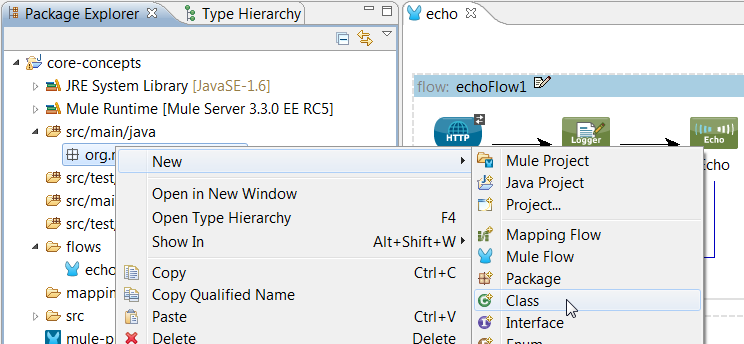 Package Explorer
Type Hierarchy
echo
core-concepts
JRE System Library [JavaSE-1.6]
Mule Runtime [Mule Server 3.3.0 EE RC5]
src/main/java
src/test
src/mai
src/test
flows
echo
mappin
src
mule-p
New
Open in New Window
Open Type Hierarchy F4
Show In Alt+Shift+W
Copy Ctrl+C
Copy Qualified Name
Paste Ctrl+V
Delete Delete
Mule Project
Java Project
Project...
Mapping Flow
Mule Flow
Package
Class
Interface
Enum
flow: echoFlow1
HTTP
Logger
Echo